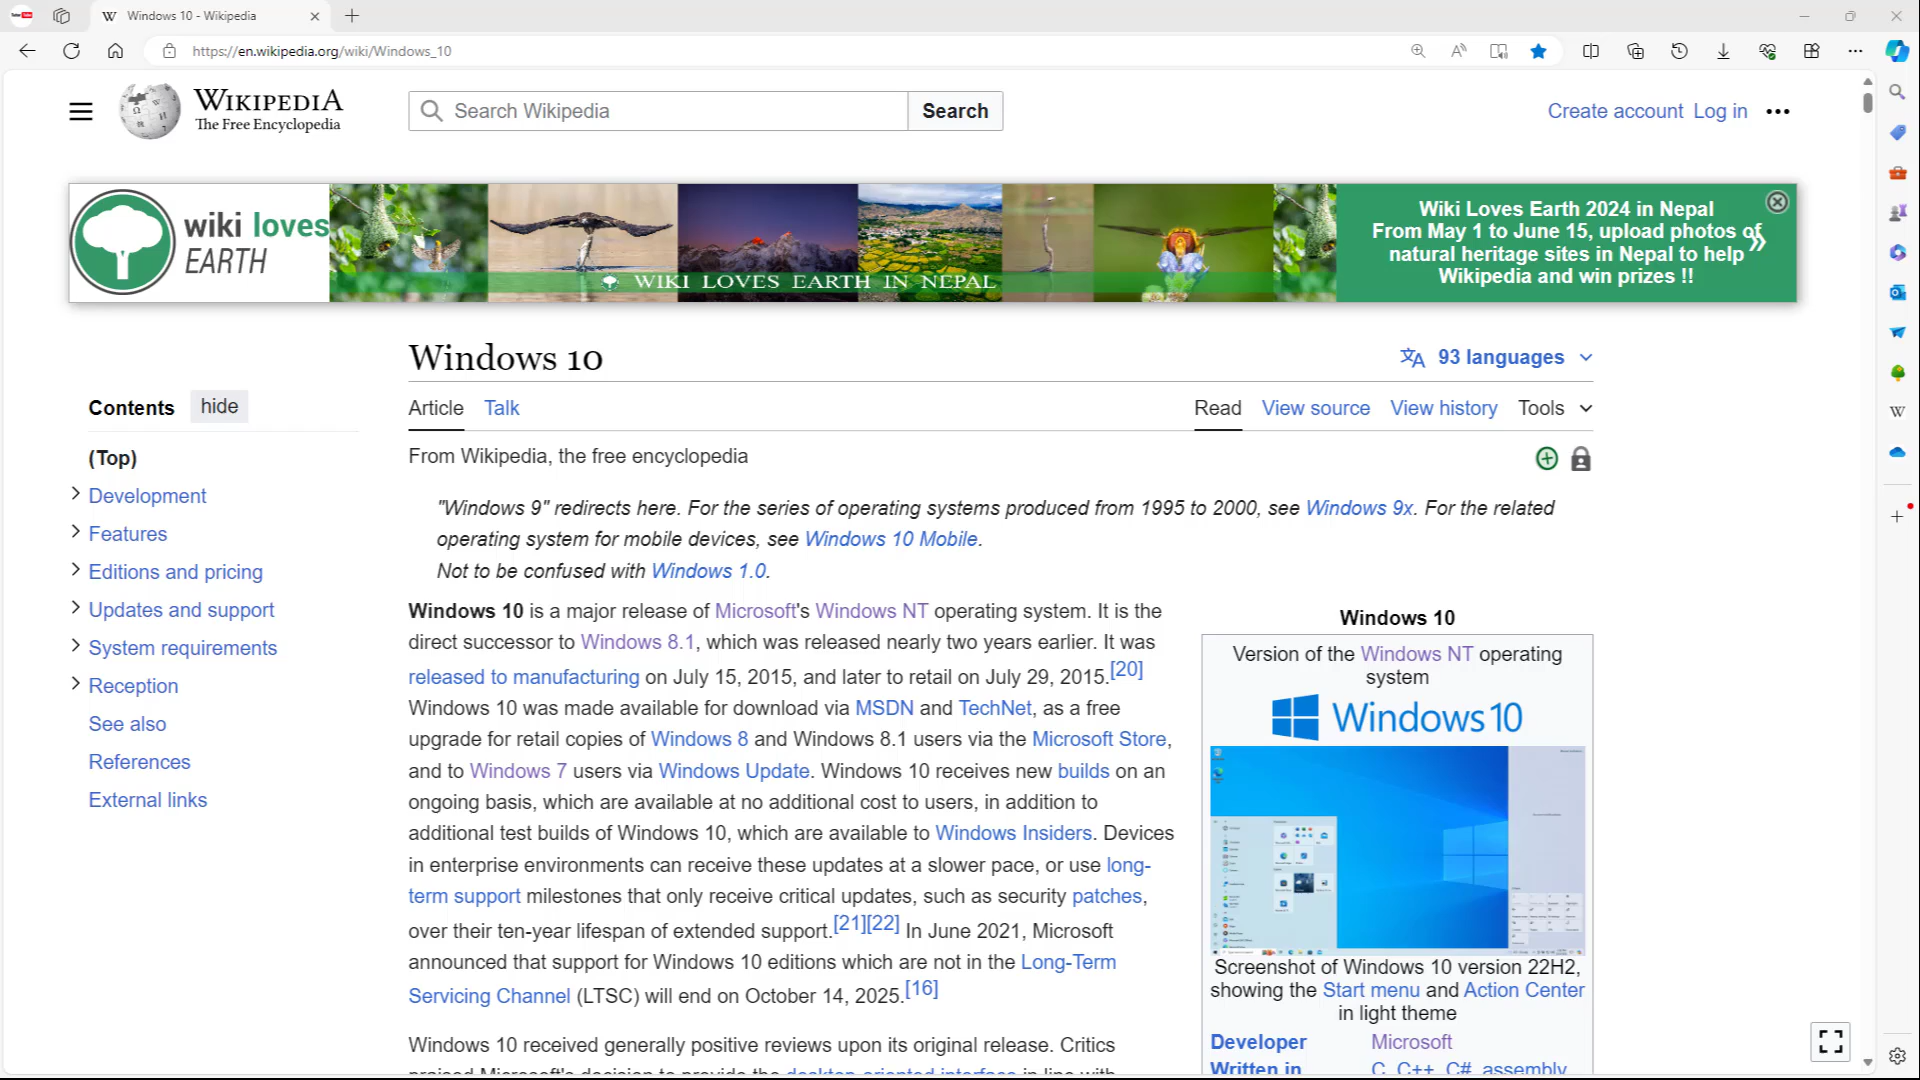 Windows 10 - Wikipedia
https://en.wikipedia.org/wiki/Windows_10
WIKIPEDIA
The Free Encyclopedia
Search Wikipedia
Search
Create account Log in
wiki loves
EARTH
WIKI LOVES EARTH IN NEPAL
Wiki Loves Earth 2024 in Nepal
From May 1 to June 15, upload photos of
natural heritage sites in Nepal to help
Wikipedia and win prizes !!
Windows 10
93 languages
Contents hide
Article Talk
Read View source View history Tools
(Top)
Development
Features
Editions and pricing
Updates and support
System requirements
Reception
See also
References
External links
From Wikipedia, the free encyclopedia
"Windows 9" redirects here. For the series of operating systems produced from 1995 to 2000, see Windows 9x. For the related
operating system for mobile devices, see Windows 10 Mobile.
Not to be confused with Windows 1.0.
Windows 10 is a major release of Microsoft's Windows NT operating system. It is the
direct successor to Windows 8.1, which was released nearly two years earlier. It was
released to manufacturing on July 15, 2015, and later to retail on July 29, 2015.[20]
Windows 10 was made available for download via MSDN and TechNet, as a free
upgrade for retail copies of Windows 8 and Windows 8.1 users via the Microsoft Store,
and to Windows 7 users via Windows Update. Windows 10 receives new builds on an
ongoing basis, which are available at no additional cost to users, in addition to
additional test builds of Windows 10, which are available to Windows Insiders. Devices
in enterprise environments can receive these updates at a slower pace, or use long-
term support milestones that only receive critical updates, such as security patches,
over their ten-year lifespan of extended support.[21][22] In June 2021, Microsoft
announced that support for Windows 10 editions which are not in the Long-Term
Servicing Channel (LTSC) will end on October 14, 2025.[16]
Windows 10 received generally positive reviews upon its original release. Critics
praised Microsoft's decision to provide the desktop-oriented interface in line with
Windows 10
Version of the Windows NT operating
system
Windows 10
Screenshot of Windows 10 version 22H2,
showing the Start menu and Action Center
in light theme
Developer Microsoft
Written in C, C++, C#, assembly